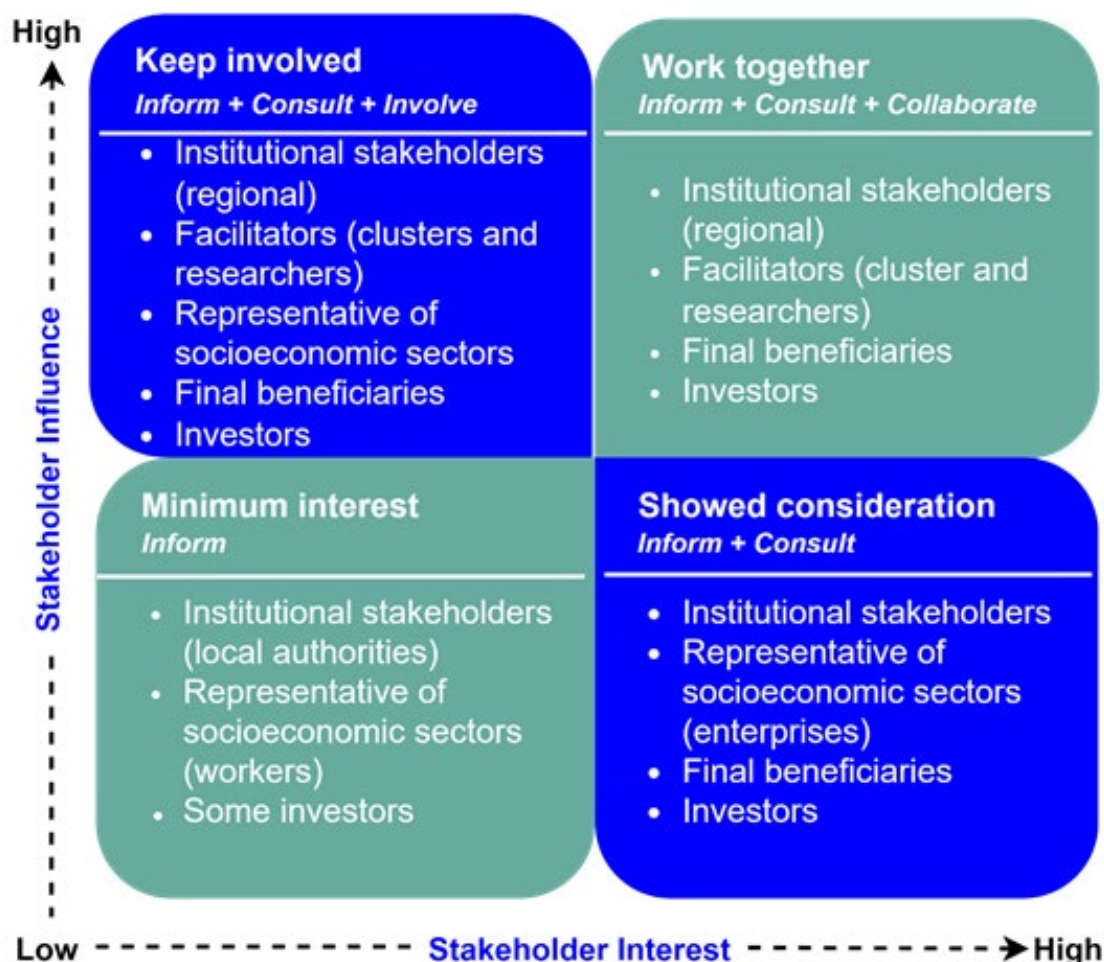 High
Keep involved
Inform + Consult + Involve
• Institutional stakeholders
(regional)
• Facilitators (clusters and
researchers)
• Representative of
socioeconomic sectors
• Final beneficiaries
• Investors
Work together
Inform + Consult + Collaborate
• Institutional stakeholders
(regional)
• Facilitators (cluster and
researchers)
• Final beneficiaries
• Investors
Stakeholder Influence
Minimum interest
Inform
• Institutional stakeholders
(local authorities)
• Representative of
socioeconomic sectors
(workers)
• Some investors
Showed consideration
Inform + Consult
• Institutional stakeholders
• Representative of
socioeconomic sectors
(enterprises)
• Final beneficiaries
• Investors
Low
Stakeholder Interest
High